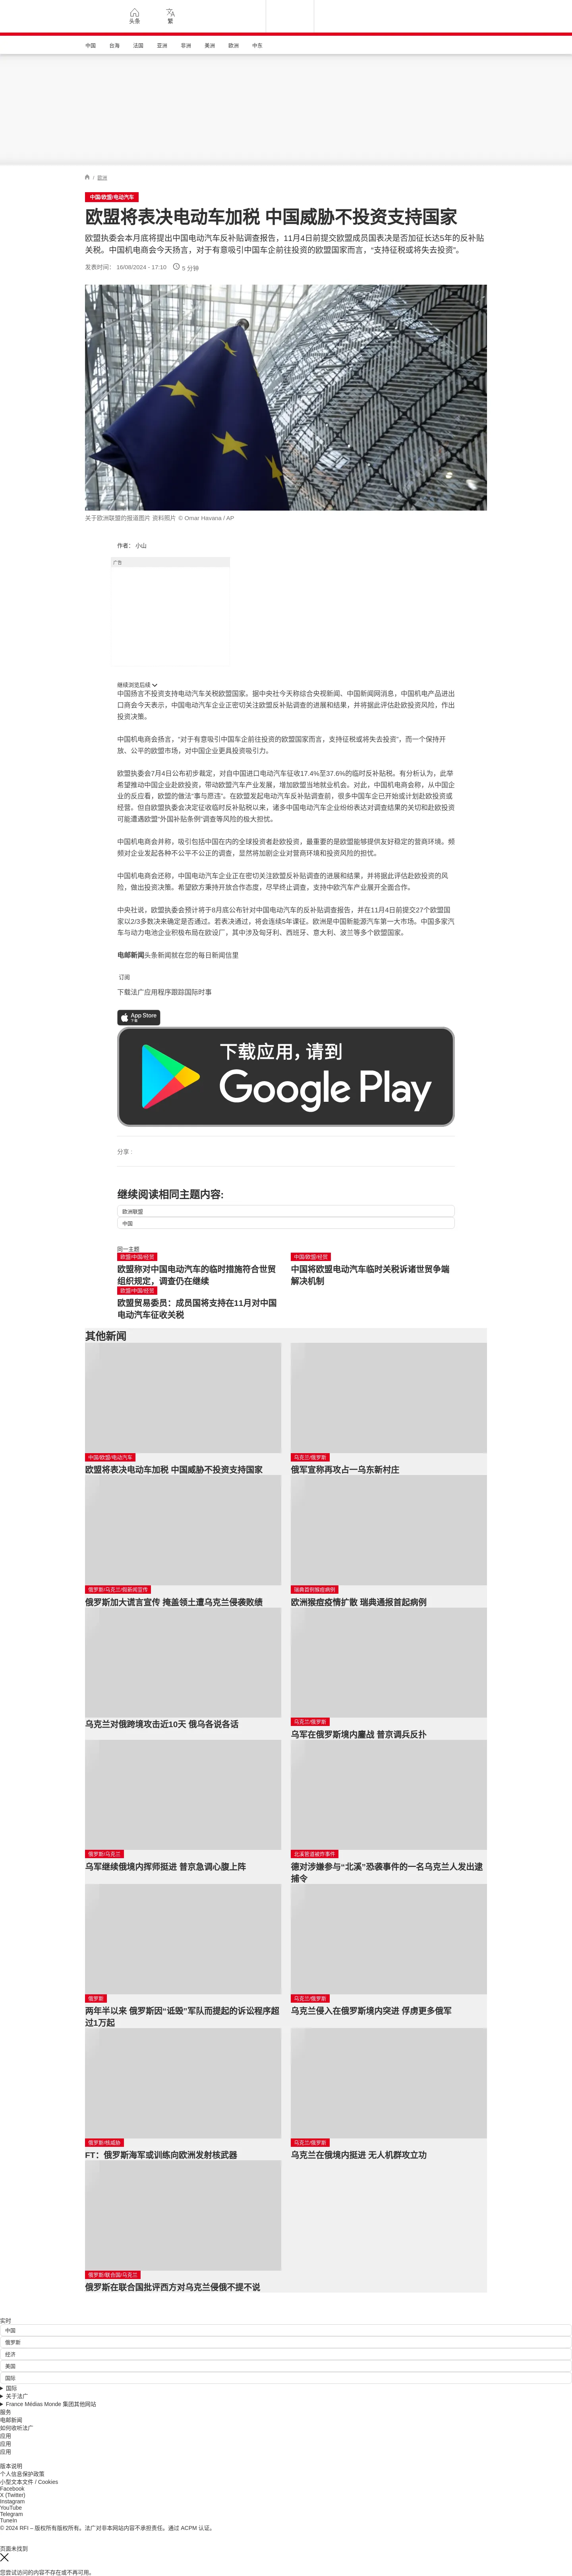 头条
繁
中国
台海
法国
亚洲
非洲
美洲
欧洲
中东
/ 欧洲
中国/欧盟/电动汽车
欧盟将表决电动车加税 中国威胁不投资支持国家
欧盟执委会本月底将提出中国电动汽车反补贴调查报告，11月4日前提交欧盟成员国表决是否加征长达5年的反补贴
关税。中国机电商会今天扬言，对于有意吸引中国车企前往投资的欧盟国家而言，“支持征税或将失去投资”。
发表时间： 16/08/2024 - 17:10
5 分钟
关于欧洲联盟的报道图片 资料照片 © Omar Havana / AP
作者： 小山
广告
继续浏览后续
中国扬言不投资支持电动汽车关税欧盟国家。据中央社今天称综合央视新闻、中国新闻网消息，中国机电产品进出
口商会今天表示，中国电动汽车企业正密切关注欧盟反补贴调查的进展和结果，并将据此评估赴欧投资风险，作出
投资决策。
中国机电商会扬言，“对于有意吸引中国车企前往投资的欧盟国家而言，支持征税或将失去投资”，而一个保持开
放、公平的欧盟市场，对中国企业更具投资吸引力。
欧盟执委会7月4日公布初步裁定，对自中国进口电动汽车征收17.4%至37.6%的临时反补贴税。有分析认为，此举
希望推动中国企业赴欧投资，带动欧盟汽车产业发展，增加欧盟当地就业机会。对此，中国机电商会称，从中国企
业的反应看，欧盟的做法“事与愿违”。在欧盟发起电动汽车反补贴调查前，很多中国车企已开始或计划赴欧投资或
经营。但自欧盟执委会决定征收临时反补贴税以来，诸多中国电动汽车企业纷纷表达对调查结果的关切和赴欧投资
可能遭遇欧盟“外国补贴条例”调查等风险的极大担忧。
中国机电商会并称，吸引包括中国在内的全球投资者赴欧投资，最重要的是欧盟能够提供友好稳定的营商环境。频
频对企业发起各种不公平不公正的调查，显然将加剧企业对营商环境和投资风险的担忧。
中国机电商会还称，中国电动汽车企业正在密切关注欧盟反补贴调查的进展和结果，并将据此评估赴欧投资的风
险，做出投资决策。希望欧方秉持开放合作态度，尽早终止调查，支持中欧汽车产业展开全面合作。
中央社说，欧盟执委会预计将于8月底公布针对中国电动汽车的反补贴调查报告，并在11月4日前提交27个欧盟国
家以2/3多数决来确定是否通过。若表决通过，将会连续5年课征。欧洲是中国新能源汽车第一大市场。中国多家汽
车与动力电池企业积极布局在欧设厂，其中涉及匈牙利、西班牙、意大利、波兰等多个欧盟国家。
电邮新闻头条新闻就在您的每日新闻信里
订阅
下载法广应用程序跟踪国际时事
App Store
下载
下载应用，请到
Google Play
分享 :
继续阅读相同主题内容:
欧洲联盟
中国
同一主题
欧盟/中国/经贸
欧盟称对中国电动汽车的临时措施符合世贸
组织规定，调查仍在继续
中国/欧盟/经贸
中国将欧盟电动汽车临时关税诉诸世贸争端
解决机制
欧盟/中国/经贸
欧盟贸易委员：成员国将支持在11月对中国
电动汽车征收关税
其他新闻
中国/欧盟/电动汽车
欧盟将表决电动车加税 中国威胁不投资支持国家
乌克兰/俄罗斯
俄军宣称再攻占一乌东新村庄
俄罗斯/乌克兰/假新闻宣传
俄罗斯加大谎言宣传 掩盖领土遭乌克兰侵袭败绩
瑞典首例猴痘病例
欧洲猴痘疫情扩散 瑞典通报首起病例
乌克兰对俄跨境攻击近10天 俄乌各说各话
乌克兰/俄罗斯
乌军在俄罗斯境内鏖战 普京调兵反扑
俄罗斯/乌克兰
乌军继续俄境内挥师挺进 普京急调心腹上阵
北溪管道被炸事件
德对涉嫌参与“北溪”恐袭事件的一名乌克兰人发出逮
捕令
俄罗斯
两年半以来 俄罗斯因“诋毁”军队而提起的诉讼程序超
过1万起
乌克兰/俄罗斯
乌克兰侵入在俄罗斯境内突进 俘虏更多俄军
俄罗斯/核威胁
FT：俄罗斯海军或训练向欧洲发射核武器
乌克兰/俄罗斯
乌克兰在俄境内挺进 无人机群攻立功
俄罗斯/联合国/乌克兰
俄罗斯在联合国批评西方对乌克兰侵俄不提不说
实时
中国
俄罗斯
经济
美国
国际
国际
关于法广
France Médias Monde 集团其他网站
服务
电邮新闻
如何收听法广
应用
应用
应用
版本说明
个人信息保护政策
小型文本文件 / Cookies
Facebook
X (Twitter)
Instagram
YouTube
Telegram
TuneIn
© 2024 RFI – 版权所有版权所有。法广对非本网站内容不承担责任。通过 ACPM 认证。
页面未找到
您尝试访问的内容不存在或不再可用。